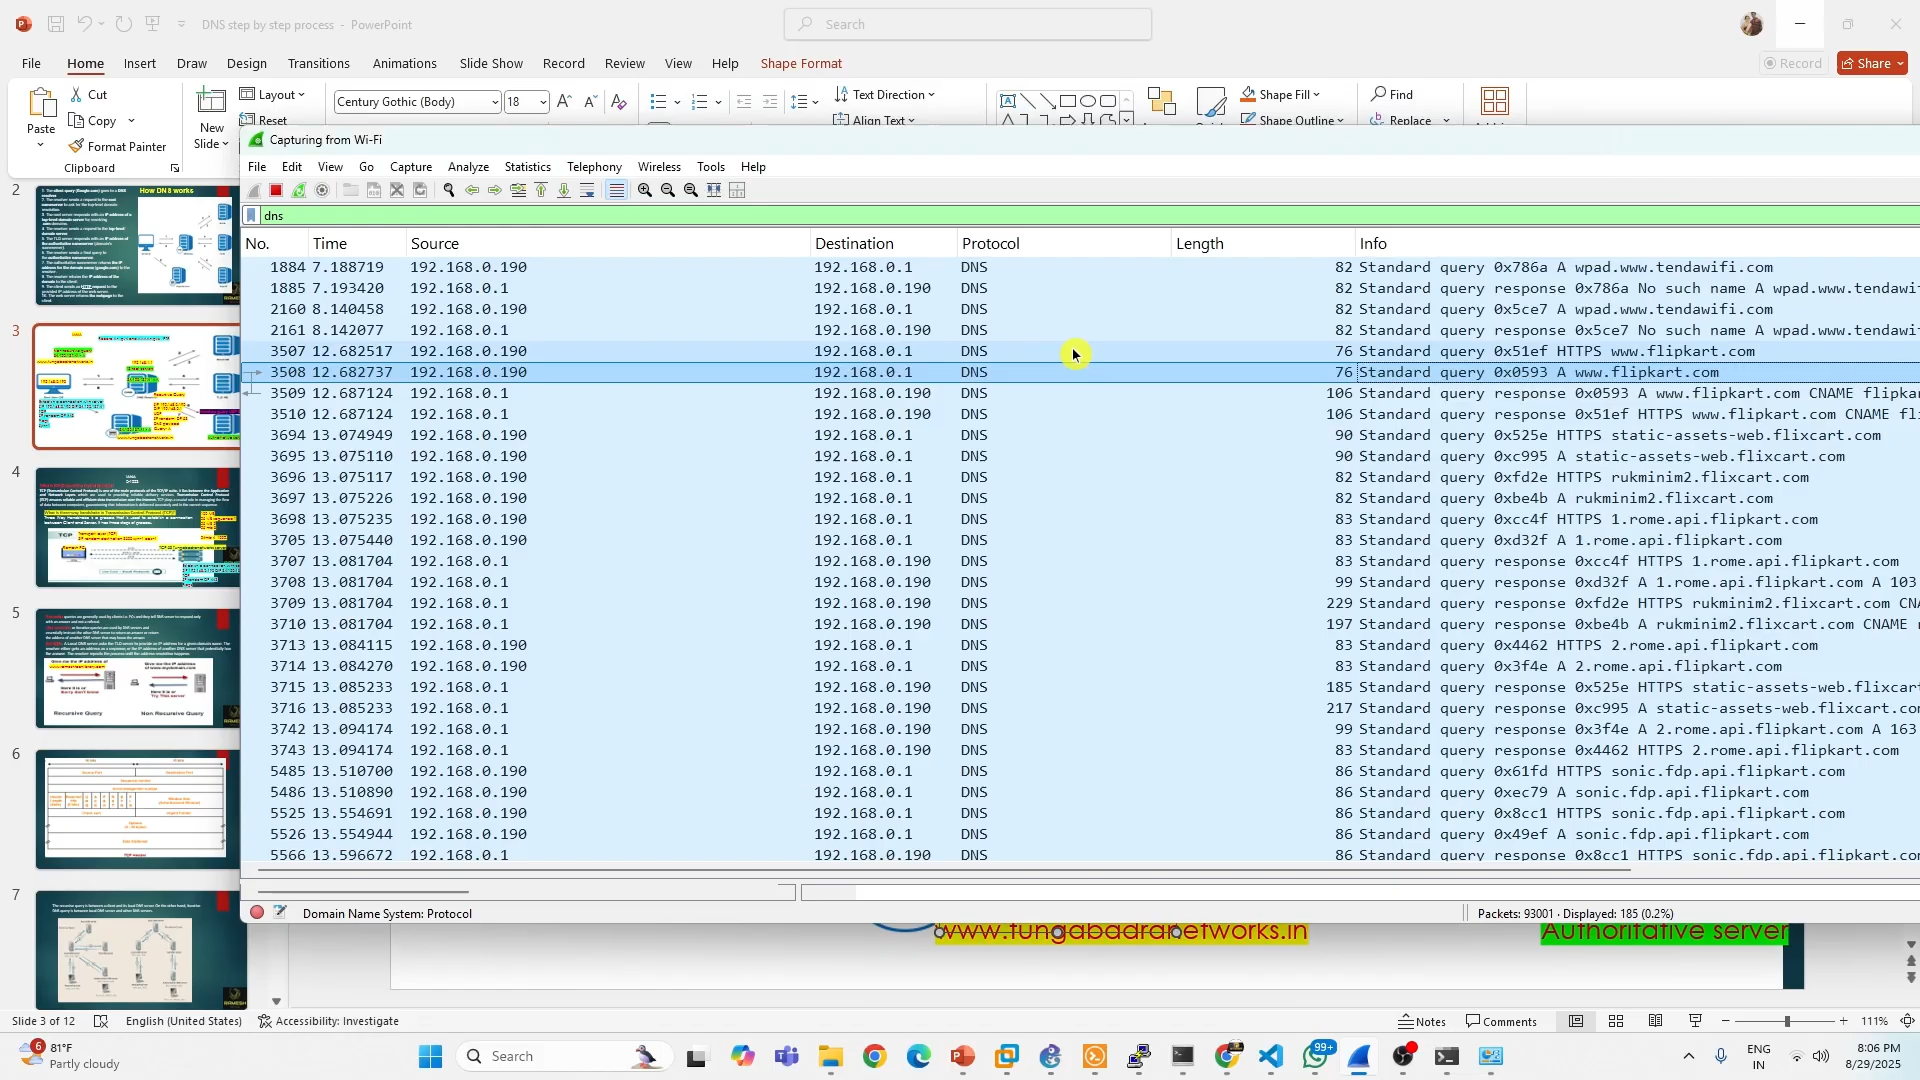 DNS step by step process - PowerPoint
Search
File Home Insert Draw Design Transitions Animations Slide Show Record Review View Help Shape Format
Record Share
Paste Cut Copy Format Painter Clipboard
New Slide Layout Reset
Century Gothic (Body) 18
Text Direction Align Text
Shape Fill Shape Outline
Find Replace
Capturing from Wi-Fi
File Edit View Go Capture Analyze Statistics Telephony Wireless Tools Help
dns
No. Time Source Destination Protocol Length Info
1884 7.188719 192.168.0.190 192.168.0.1 DNS 82 Standard query 0x786a A wpad.www.tendawifi.com
1885 7.193420 192.168.0.1 192.168.0.190 DNS 82 Standard query response 0x786a No such name A wpad.www.tendawi
2160 8.140458 192.168.0.190 192.168.0.1 DNS 82 Standard query 0x5ce7 A wpad.www.tendawifi.com
2161 8.142077 192.168.0.1 192.168.0.190 DNS 82 Standard query response 0x5ce7 No such name A wpad.www.tendawi
3507 12.682517 192.168.0.190 192.168.0.1 DNS 76 Standard query 0x51ef HTTPS www.flipkart.com
3508 12.682737 192.168.0.190 192.168.0.1 DNS 76 Standard query 0x0593 A www.flipkart.com
3509 12.687124 192.168.0.1 192.168.0.190 DNS 106 Standard query response 0x0593 A www.flipkart.com CNAME flipka
3510 12.687124 192.168.0.1 192.168.0.190 DNS 106 Standard query response 0x51ef HTTPS www.flipkart.com CNAME fl
3694 13.074949 192.168.0.190 192.168.0.1 DNS 90 Standard query 0x525e HTTPS static-assets-web.flixcart.com
3695 13.075110 192.168.0.190 192.168.0.1 DNS 90 Standard query 0xc995 A static-assets-web.flixcart.com
3696 13.075117 192.168.0.190 192.168.0.1 DNS 82 Standard query 0xfd2e HTTPS rukminim2.flixcart.com
3697 13.075226 192.168.0.190 192.168.0.1 DNS 82 Standard query 0xbe4b A rukminim2.flixcart.com
3698 13.075235 192.168.0.190 192.168.0.1 DNS 83 Standard query 0xcc4f HTTPS 1.rome.api.flipkart.com
3705 13.075440 192.168.0.190 192.168.0.1 DNS 83 Standard query 0xd32f A 1.rome.api.flipkart.com
3707 13.081704 192.168.0.1 192.168.0.190 DNS 83 Standard query response 0xcc4f HTTPS 1.rome.api.flipkart.com
3708 13.081704 192.168.0.1 192.168.0.190 DNS 99 Standard query response 0xd32f A 1.rome.api.flipkart.com A 103
3709 13.081704 192.168.0.1 192.168.0.190 DNS 229 Standard query response 0xfd2e HTTPS rukminim2.flixcart.com CN
3710 13.081704 192.168.0.1 192.168.0.190 DNS 197 Standard query response 0xbe4b A rukminim2.flixcart.com CNAME
3713 13.084115 192.168.0.190 192.168.0.1 DNS 83 Standard query 0x4462 HTTPS 2.rome.api.flipkart.com
3714 13.084270 192.168.0.190 192.168.0.1 DNS 83 Standard query 0x3f4e A 2.rome.api.flipkart.com
3715 13.085233 192.168.0.1 192.168.0.190 DNS 185 Standard query response 0x525e HTTPS static-assets-web.flixcart
3716 13.085233 192.168.0.1 192.168.0.190 DNS 217 Standard query response 0xc995 A static-assets-web.flixcart.co
3742 13.094174 192.168.0.1 192.168.0.190 DNS 99 Standard query response 0x3f4e A 2.rome.api.flipkart.com A 163
3743 13.094174 192.168.0.1 192.168.0.190 DNS 83 Standard query response 0x4462 HTTPS 2.rome.api.flipkart.com
5485 13.510700 192.168.0.190 192.168.0.1 DNS 86 Standard query 0x61fd HTTPS sonic.fdp.api.flipkart.com
5486 13.510890 192.168.0.190 192.168.0.1 DNS 86 Standard query 0xec79 A sonic.fdp.api.flipkart.com
5525 13.554691 192.168.0.190 192.168.0.1 DNS 86 Standard query 0x8cc1 HTTPS sonic.fdp.api.flipkart.com
5526 13.554944 192.168.0.190 192.168.0.1 DNS 86 Standard query 0x49ef A sonic.fdp.api.flipkart.com
5566 13.596672 192.168.0.1 192.168.0.190 DNS 86 Standard query response 0x8cc1 HTTPS sonic.fdp.api.flipkart.co
Domain Name System: Protocol
Packets: 93001 · Displayed: 185 (0.2%)
2
How DNS works
3
4
5
Recursive Query Non Recursive Query
6
7
www.tungabadranetworks.in
Authoritative server
Slide 3 of 12 English (United States) Accessibility: Investigate Notes Comments 111%
6
81°F
Partly cloudy
Search
99+
ENG
IN
8:06 PM
8/29/2025